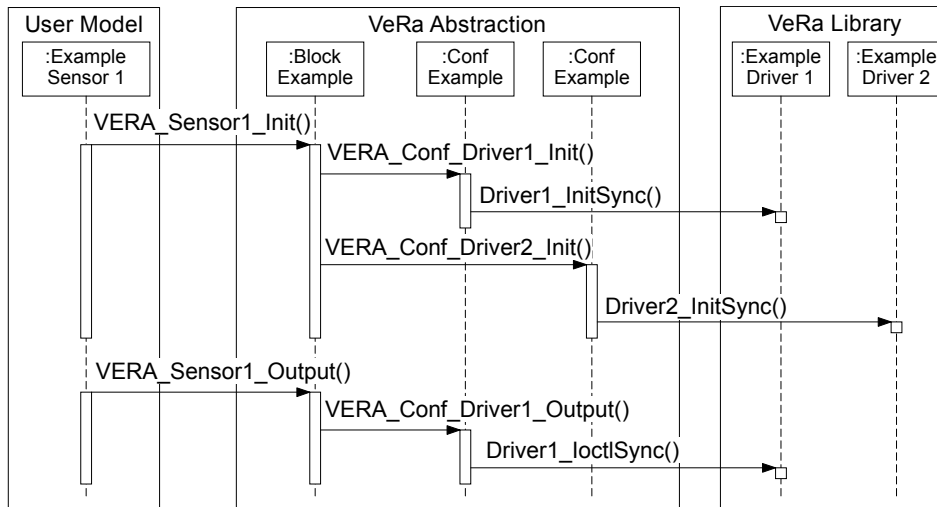 User Model
VeRa Abstraction
VeRa Library
:Example
Sensor 1
:Block
Example
:Conf
Example
:Conf
Example
:Example
Driver 1
:Example
Driver 2
VERA_Sensor1_Init()
VERA_Conf_Driver1_Init()
Driver1_InitSync()
VERA_Conf_Driver2_Init()
Driver2_InitSync()
VERA_Sensor1_Output()
VERA_Conf_Driver1_Output()
Driver1_IoctlSync()